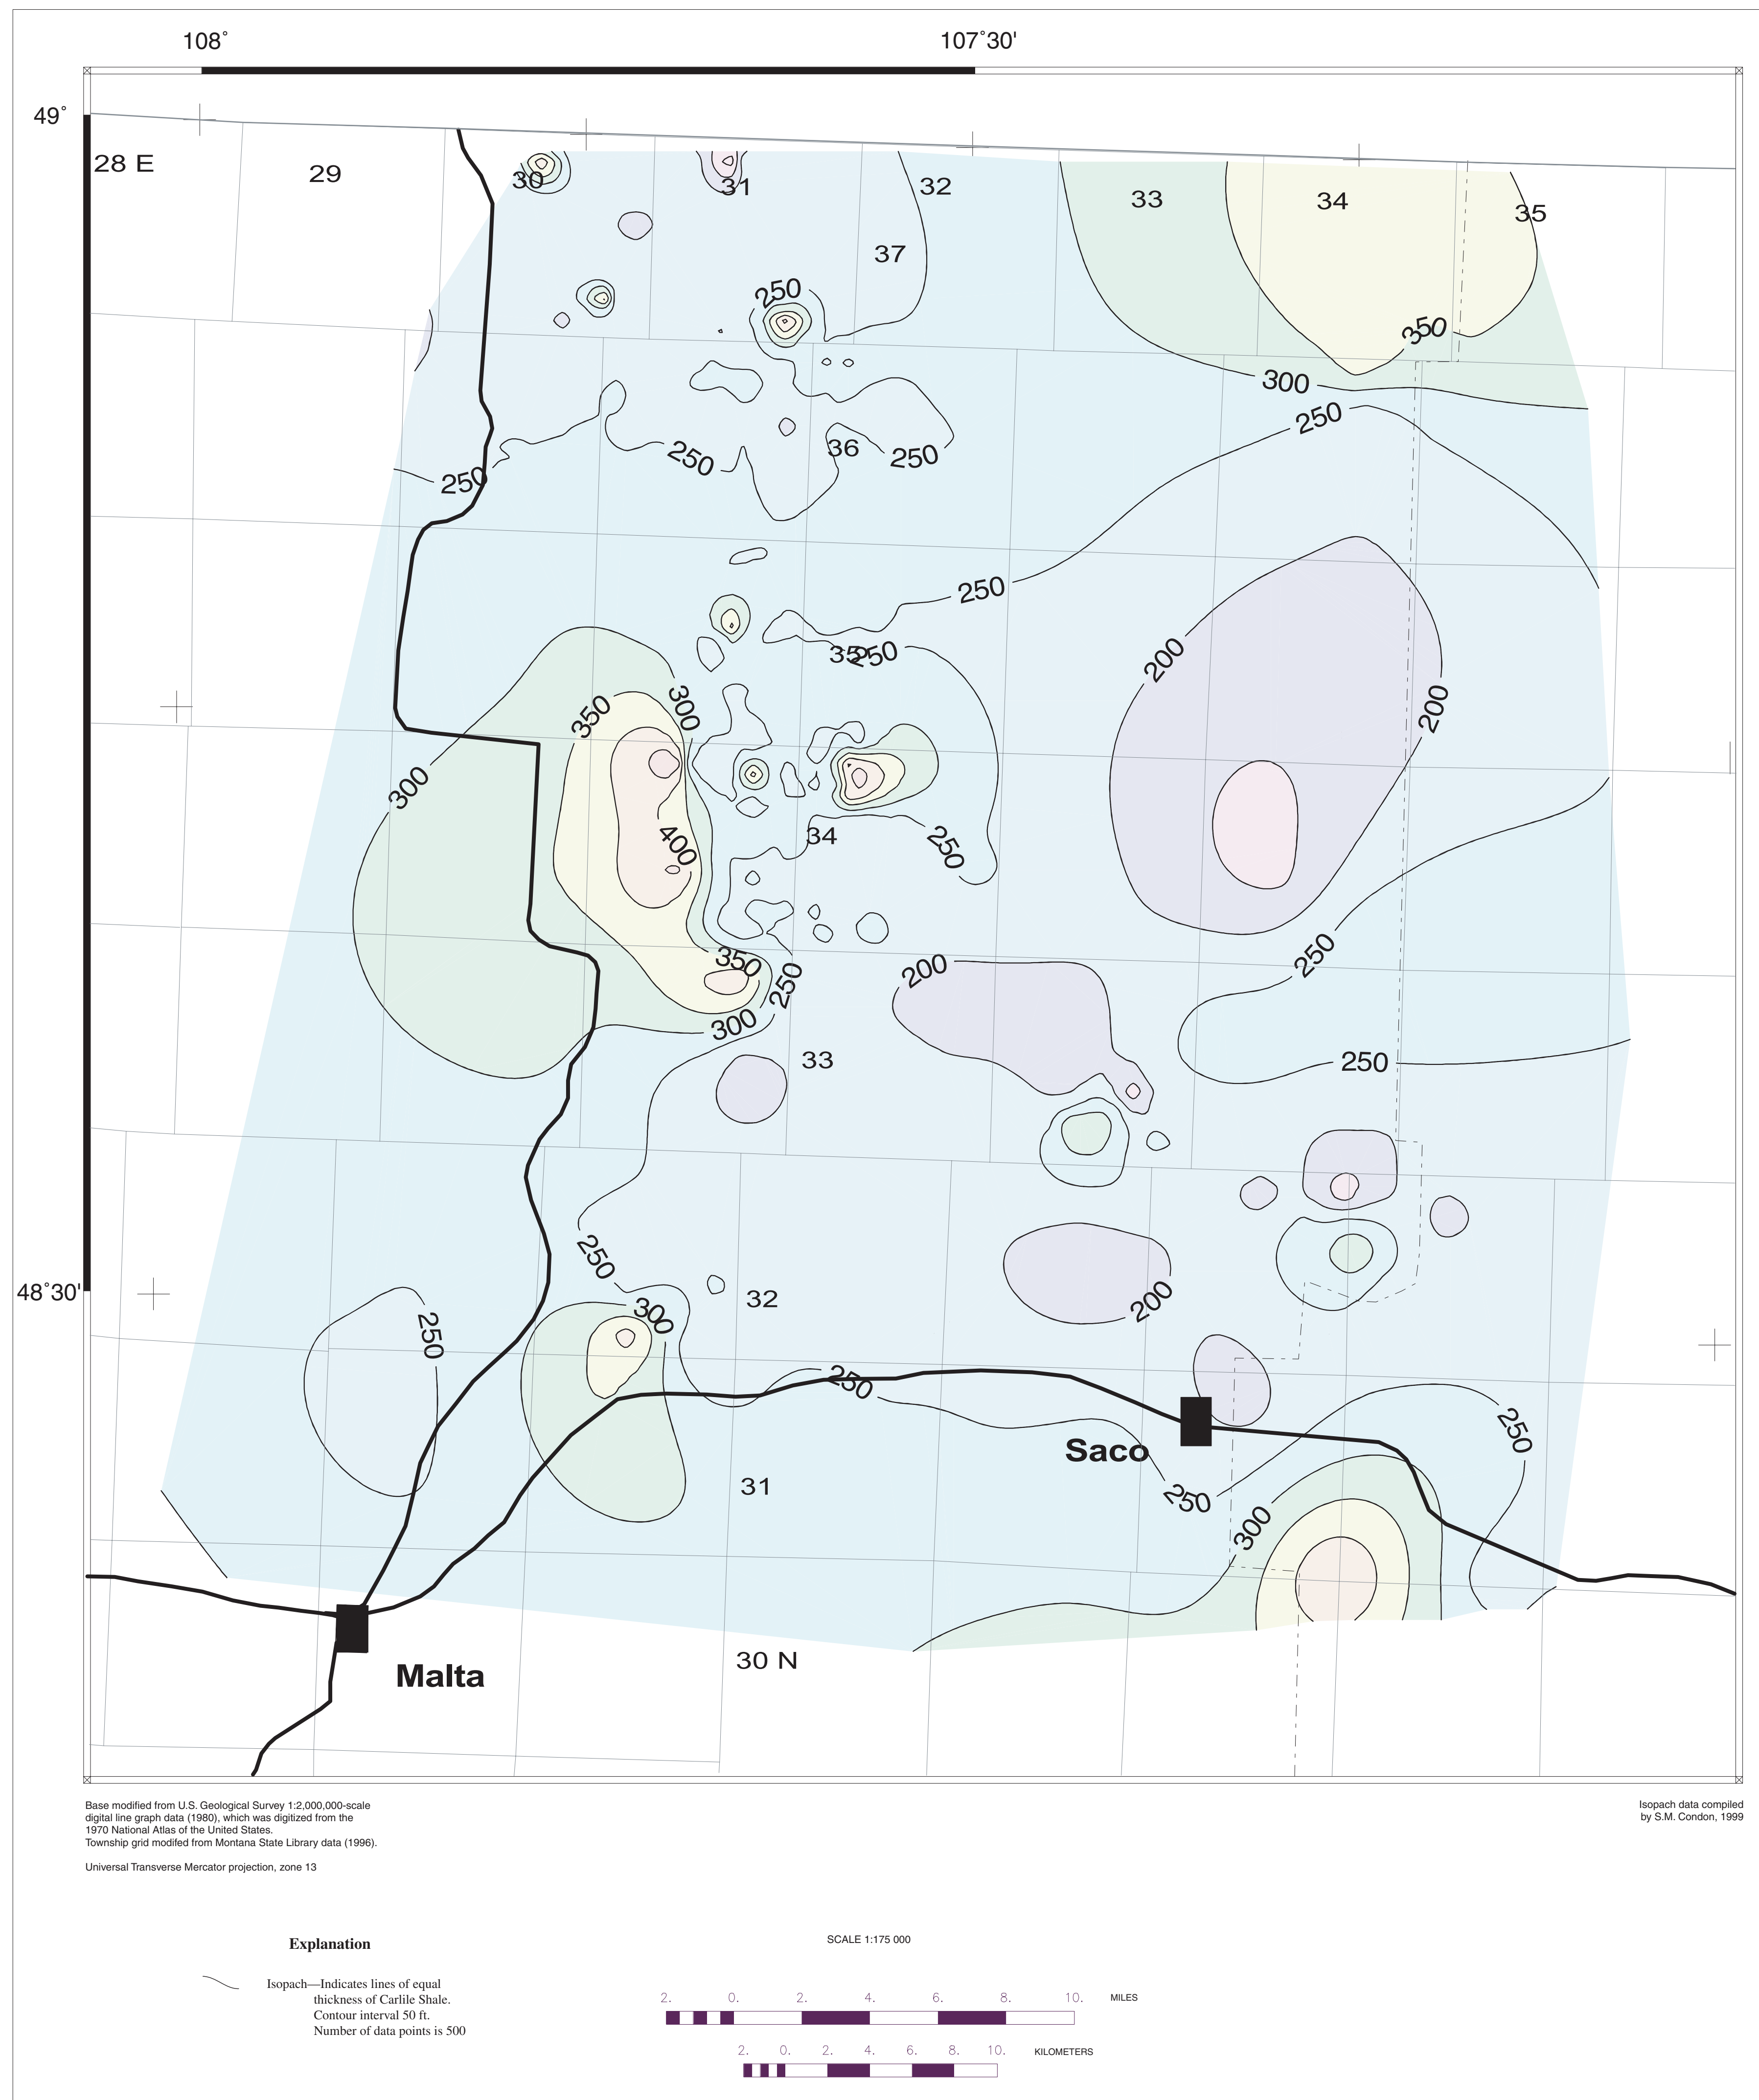 108°
107°30'
49°
28 E
29
30
31
32
33
34
35
37
250
350
300
250
250
36
250
250
250
200
35
250
300
350
200
300
400
34
250
350
250
200
250
300
33
250
250
32
300
250
200
250
250
Saco
250
31
300
30 N
Malta
48°30'
Base modified from U.S. Geological Survey 1:2,000,000-scale
digital line graph data (1980), which was digitized from the
1970 National Atlas of the United States.
Township grid modifed from Montana State Library data (1996).
Universal Transverse Mercator projection, zone 13
Isopach data compiled
by S.M. Condon, 1999
Explanation
Isopach—Indicates lines of equal
thickness of Carlile Shale.
Contour interval 50 ft.
Number of data points is 500
SCALE 1:175 000
2. 0. 2. 4. 6. 8. 10. MILES
2. 0. 2. 4. 6. 8. 10. KILOMETERS